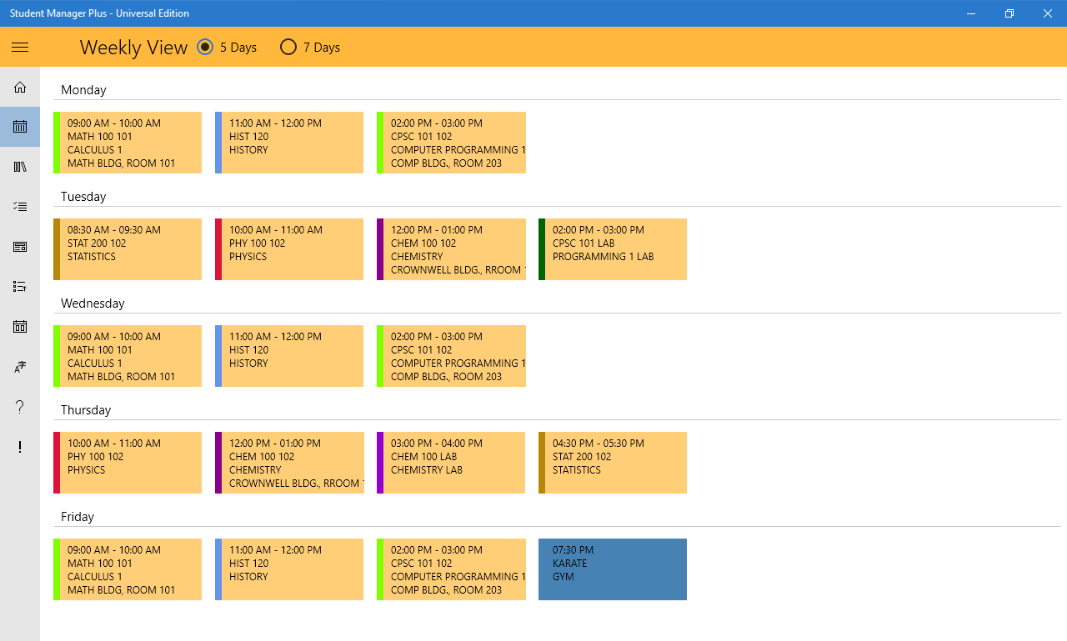 Student Manager Plus - Universal Edition
Weekly View 5 Days 7 Days
Monday
09:00 AM - 10:00 AM
MATH 100 101
CALCULUS 1
MATH BLDG, ROOM 101
11:00 AM - 12:00 PM
HIST 120
HISTORY
02:00 PM - 03:00 PM
CPSC 101 102
COMPUTER PROGRAMMING 1
COMP BLDG., ROOM 203
Tuesday
08:30 AM - 09:30 AM
STAT 200 102
STATISTICS
10:00 AM - 11:00 AM
PHY 100 102
PHYSICS
12:00 PM - 01:00 PM
CHEM 100 102
CHEMISTRY
CROWNWELL BLDG., RROOM
02:00 PM - 03:00 PM
CPSC 101 LAB
PROGRAMMING 1 LAB
Wednesday
09:00 AM - 10:00 AM
MATH 100 101
CALCULUS 1
MATH BLDG, ROOM 101
11:00 AM - 12:00 PM
HIST 120
HISTORY
02:00 PM - 03:00 PM
CPSC 101 102
COMPUTER PROGRAMMING 1
COMP BLDG., ROOM 203
Thursday
10:00 AM - 11:00 AM
PHY 100 102
PHYSICS
12:00 PM - 01:00 PM
CHEM 100 102
CHEMISTRY
CROWNWELL BLDG., RROOM
03:00 PM - 04:00 PM
CHEM 100 LAB
CHEMISTRY LAB
04:30 PM - 05:30 PM
STAT 200 102
STATISTICS
Friday
09:00 AM - 10:00 AM
MATH 100 101
CALCULUS 1
MATH BLDG, ROOM 101
11:00 AM - 12:00 PM
HIST 120
HISTORY
02:00 PM - 03:00 PM
CPSC 101 102
COMPUTER PROGRAMMING 1
COMP BLDG., ROOM 203
07:30 PM
KARATE
GYM